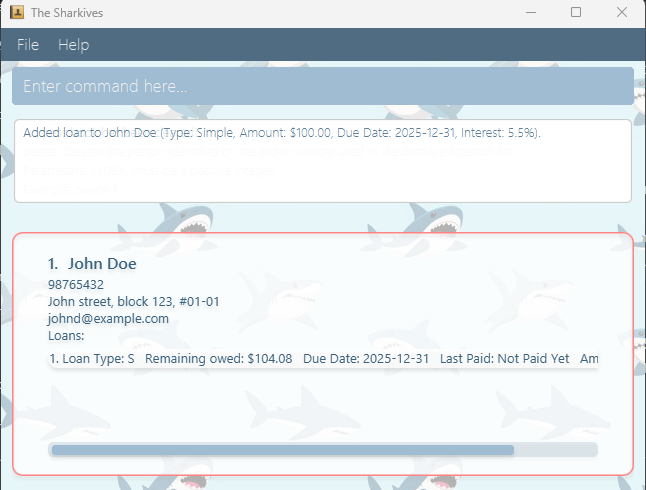 The Sharkives
File Help
Enter command here...
Added loan to John Doe (Type: Simple, Amount: $100.00, Due Date: 2025-12-31, Interest: 5.5%).
1. John Doe
98765432
John street, block 123, #01-01
johnd@example.com
Loans:
1. Loan Type: S Remaining owed: $104.08 Due Date: 2025-12-31 Last Paid: Not Paid Yet Am